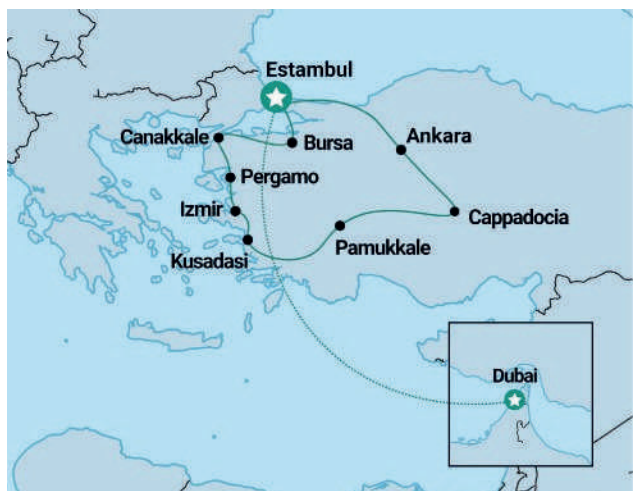 Estambul
Canakkale
Bursa
Ankara
Pergamo
Izmir
Cappadocia
Kusadasi
Pamukkale
Dubai